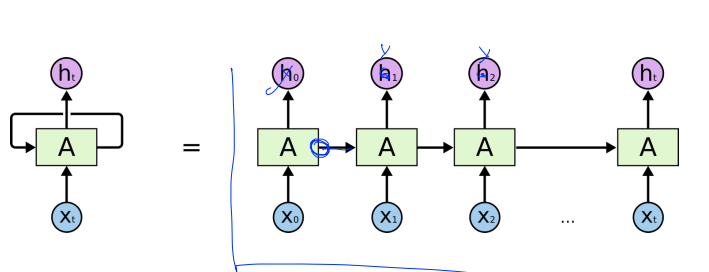 hₜ h₀ h₁ h₂ hₜ
A = A A A A
xₜ x₀ x₁ x₂ ... xₜ